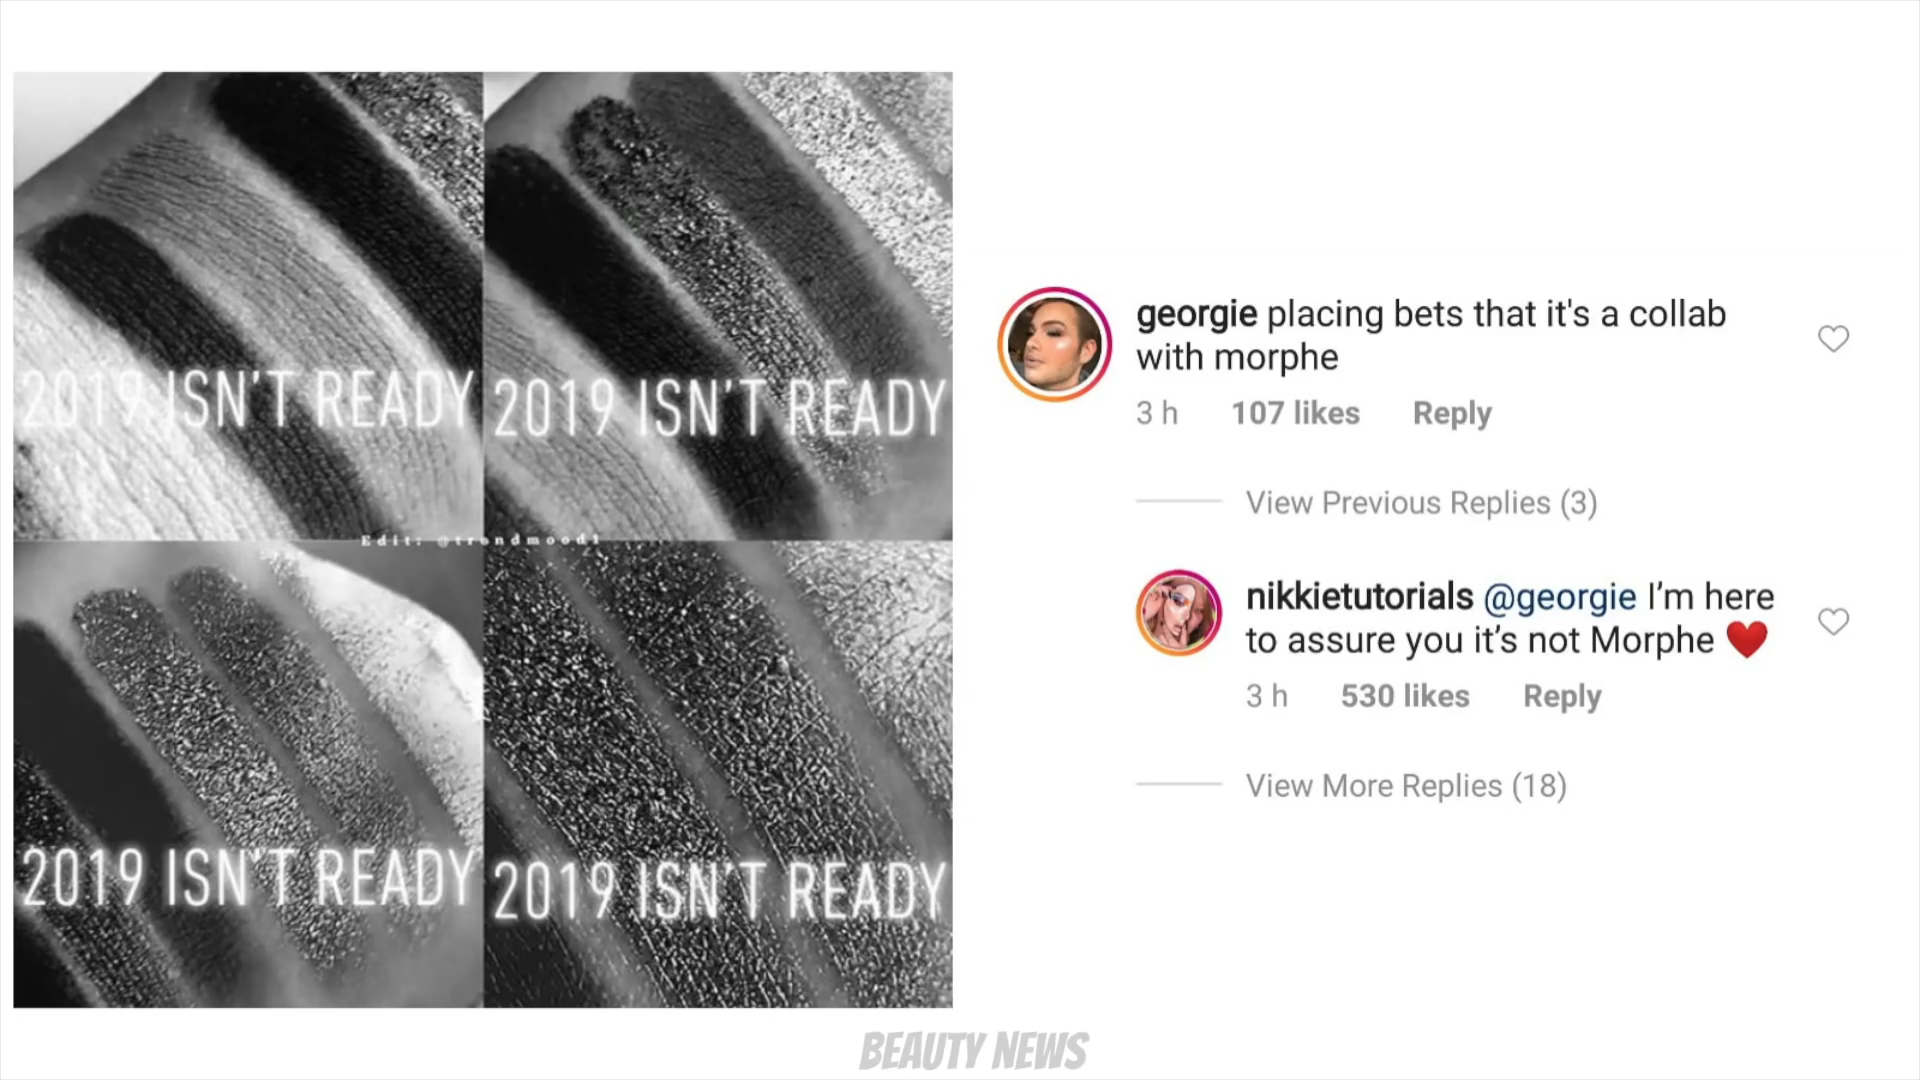 2019 ISN'T READY
2019 ISN'T READY
Edit: @trendmood1
2019 ISN'T READY
2019 ISN'T READY
georgie placing bets that it's a collab
with morphe
3 h 107 likes Reply
View Previous Replies (3)
nikkietutorials @georgie I’m here
to assure you it’s not Morphe ❤️
3 h 530 likes Reply
View More Replies (18)
BEAUTY NEWS